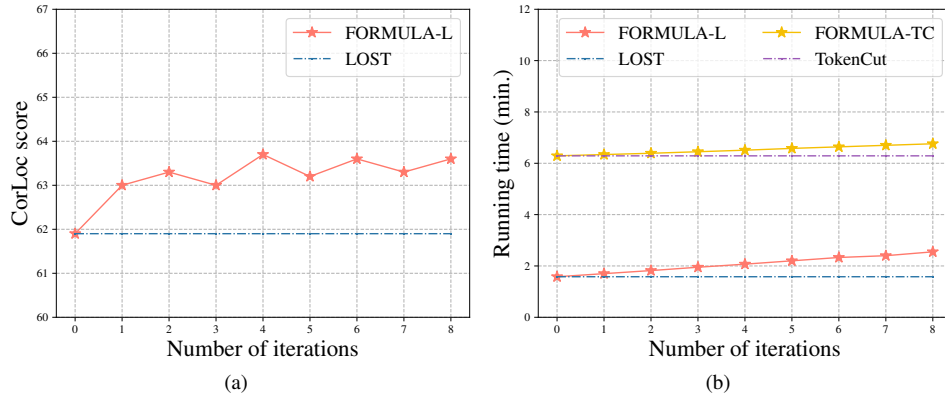 67
66
65
64
63
62
61
60
CorLoc score
FORMULA-L
LOST
0 1 2 3 4 5 6 7 8
Number of iterations
(a)
12
10
8
6
4
2
0
Running time (min.)
FORMULA-L FORMULA-TC
LOST TokenCut
0 1 2 3 4 5 6 7 8
Number of iterations
(b)